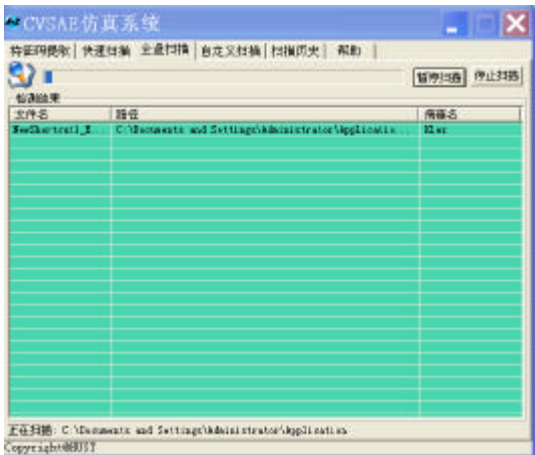 CVSAE仿真系统
特征码提取 快速扫描 全盘扫描 自定义扫描 扫描历史 帮助
暂停扫描 停止扫描
检测结果
文件名 路径 病毒名
C:\Documents and Settings\Administrator\Applicatio...
正在扫描: C:\Documents and Settings\Administrator\Application
Copyright@HUST